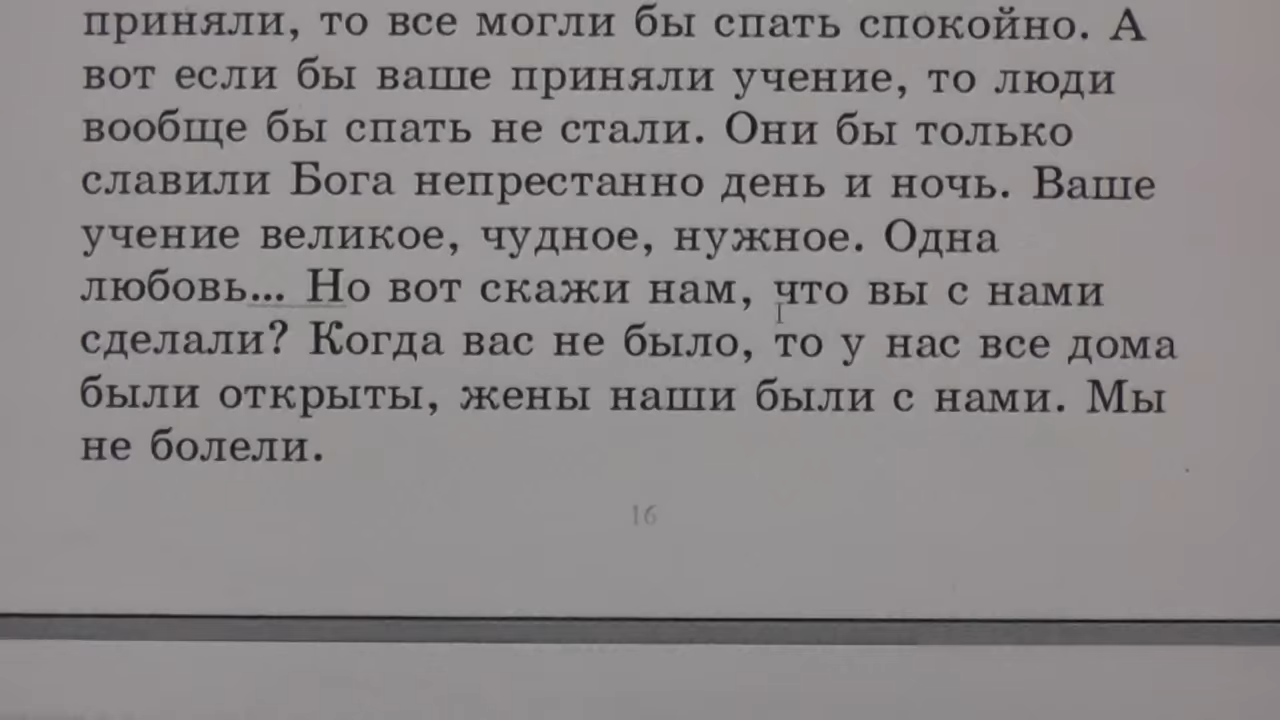 приняли, то все могли бы спать спокойно. А
вот если бы ваше приняли учение, то люди
вообще бы спать не стали. Они бы только
славили Бога непрестанно день и ночь. Ваше
учение великое, чудное, нужное. Одна
любовь... Но вот скажи нам, что вы с нами
сделали? Когда вас не было, то у нас все дома
были открыты, жены наши были с нами. Мы
не болели.
16